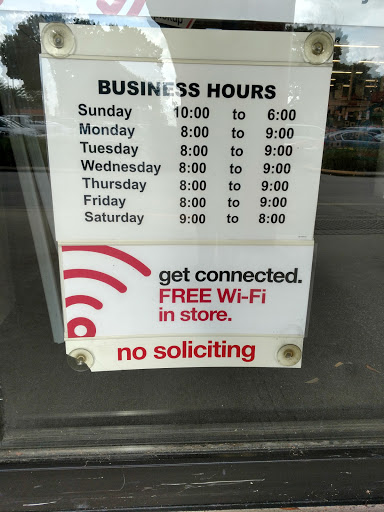 BUSINESS HOURS
Sunday 10:00 to 6:00
Monday 8:00 to 9:00
Tuesday 8:00 to 9:00
Wednesday 8:00 to 9:00
Thursday 8:00 to 9:00
Friday 8:00 to 9:00
Saturday 9:00 to 8:00
get connected.
FREE Wi-Fi
in store.
no soliciting